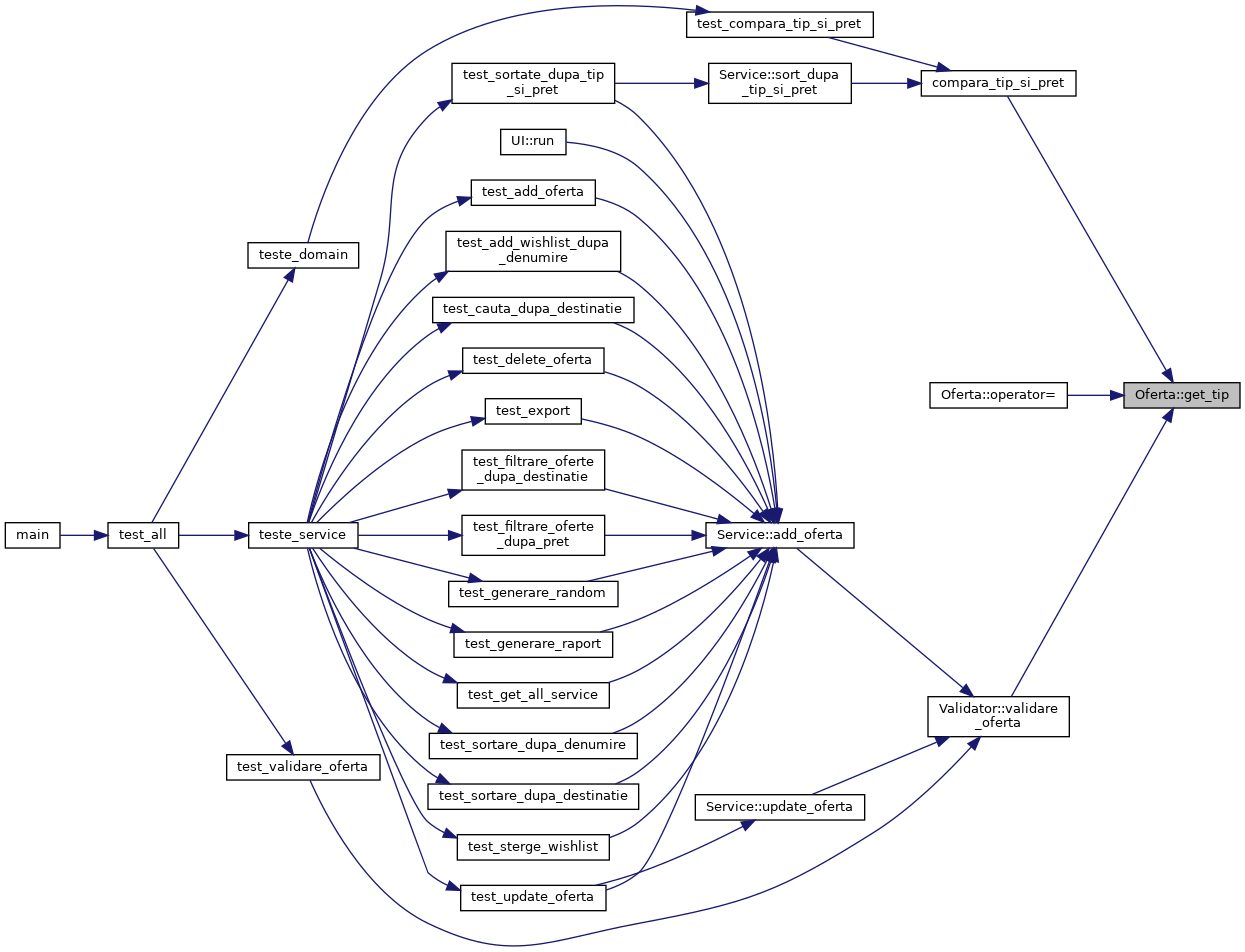 test_compara_tip_si_pret
test_sortate_dupa_tip
_si_pret
Service::sort_dupa
_tip_si_pret
compara_tip_si_pret
UI::run
test_add_oferta
test_add_wishlist_dupa
_denumire
teste_domain
test_cauta_dupa_destinatie
test_delete_oferta
Oferta::operator=
Oferta::get_tip
test_export
test_filtrare_oferte
_dupa_destinatie
main
test_all
teste_service
test_filtrare_oferte
_dupa_pret
Service::add_oferta
test_generare_random
test_generare_raport
test_get_all_service
Validator::validare
_oferta
test_sortare_dupa_denumire
test_validare_oferta
test_sortare_dupa_destinatie
Service::update_oferta
test_sterge_wishlist
test_update_oferta